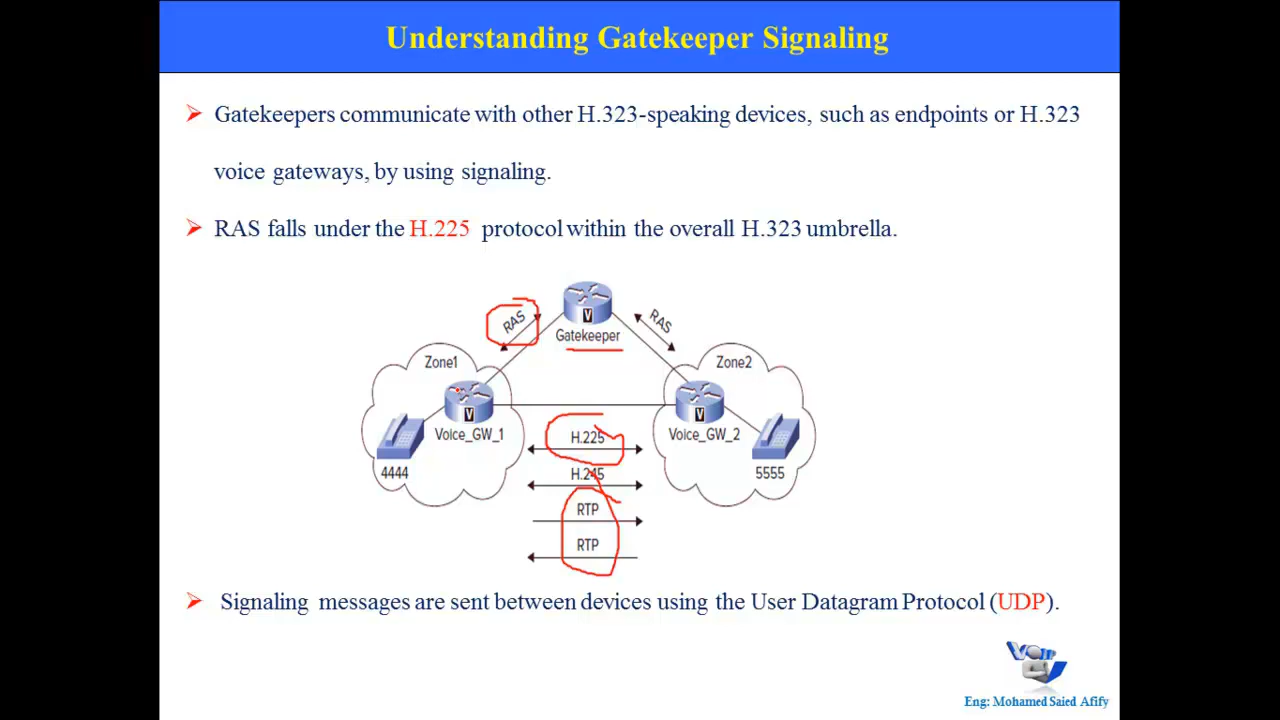 Understanding Gatekeeper Signaling
Gatekeepers communicate with other H.323-speaking devices, such as endpoints or H.323
voice gateways, by using signaling.
RAS falls under the H.225 protocol within the overall H.323 umbrella.
RAS
RAS
V
Gatekeeper
Zone1
Zone2
V
V
Voice_GW_1
Voice_GW_2
4444
5555
H.225
H.245
RTP
RTP
Signaling messages are sent between devices using the User Datagram Protocol (UDP).
VOIP
Eng: Mohamed Saied Afify